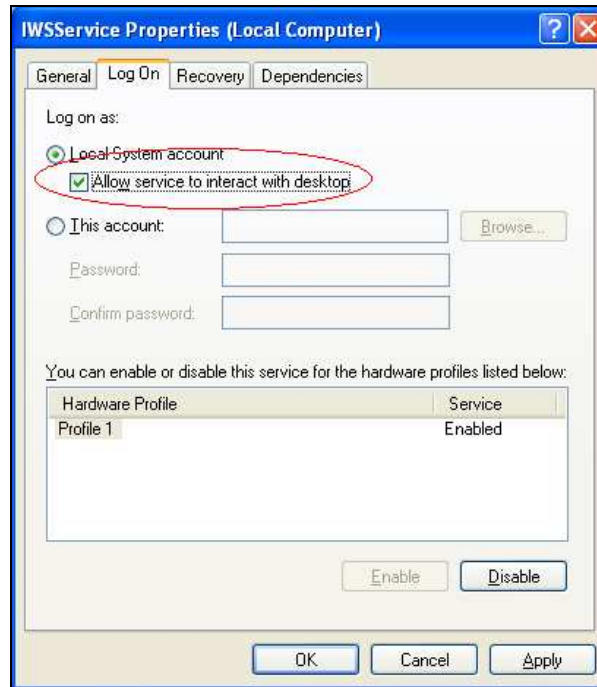 IWSService Properties (Local Computer)
General Log On Recovery Dependencies
Log on as:
Local System account
Allow service to interact with desktop
This account:
Browse...
Password:
Confirm password:
You can enable or disable this service for the hardware profiles listed below:
Hardware Profile Service
Profile 1 Enabled
Enable Disable
OK Cancel Apply